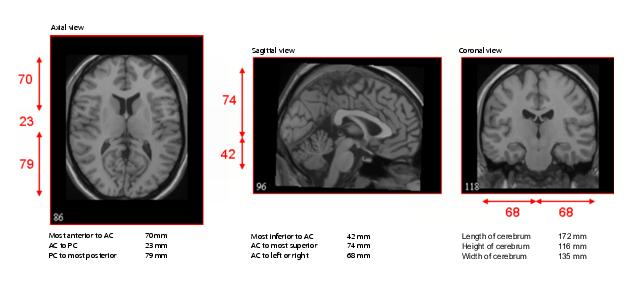 Axial view
70
23
79
86
Most anterior to AC 70 mm
AC to PC 23 mm
PC to most posterior 79 mm
Sagittal view
74
42
96
Most inferior to AC 42 mm
AC to most superior 74 mm
AC to left or right 68 mm
Coronal view
118
68 68
Length of cerebrum 172 mm
Height of cerebrum 116 mm
Width of cerebrum 135 mm